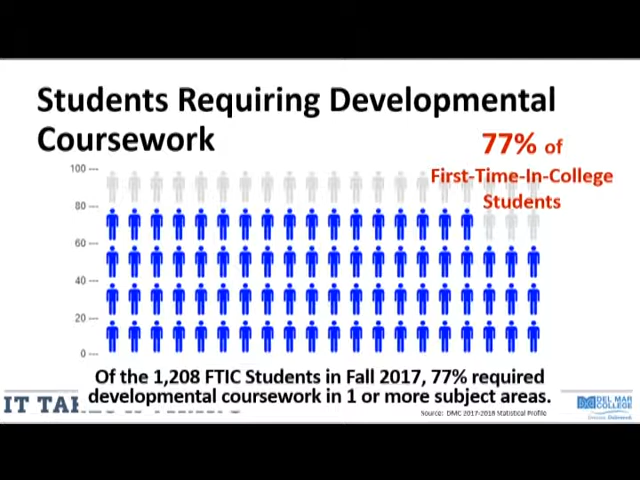 Students Requiring Developmental
Coursework
77% of
First-Time-In-College
Students
100
80
60
40
20
0
Of the 1,208 FTIC Students in Fall 2017, 77% required
developmental coursework in 1 or more subject areas.
IT TA
Source: DMC 2017-2018 Statistical Profile
DEL MAR
COLLEGE